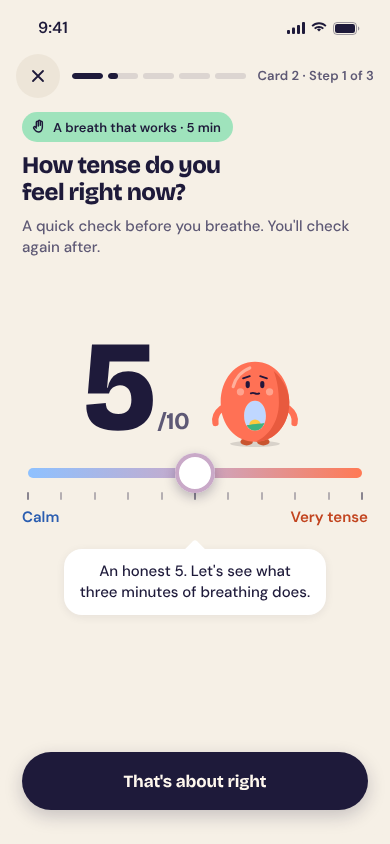 9:41
Card 2 · Step 1 of 3
A breath that works · 5 min
How tense do you
feel right now?
A quick check before you breathe. You'll check
again after.
5/10
Calm
Very tense
An honest 5. Let's see what
three minutes of breathing does.
That's about right